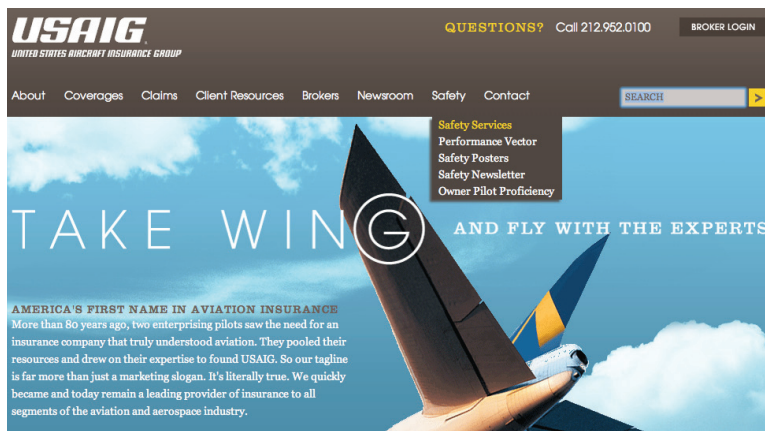 USAIG
UNITED STATES AIRCRAFT INSURANCE GROUP
QUESTIONS? Call 212.952.0100
BROKER LOGIN
About Coverages Claims Client Resources Brokers Newsroom Safety Contact
SEARCH >
Safety Services
Performance Vector
Safety Posters
Safety Newsletter
Owner Pilot Proficiency
TAKE WING AND FLY WITH THE EXPERTS
AMERICA'S FIRST NAME IN AVIATION INSURANCE
More than 80 years ago, two enterprising pilots saw the need for an
insurance company that truly understood aviation. They pooled their
resources and drew on their expertise to found USAIG. So our tagline
is far more than just a marketing slogan. It's literally true. We quickly
became and today remain a leading provider of insurance to all
segments of the aviation and aerospace industry.